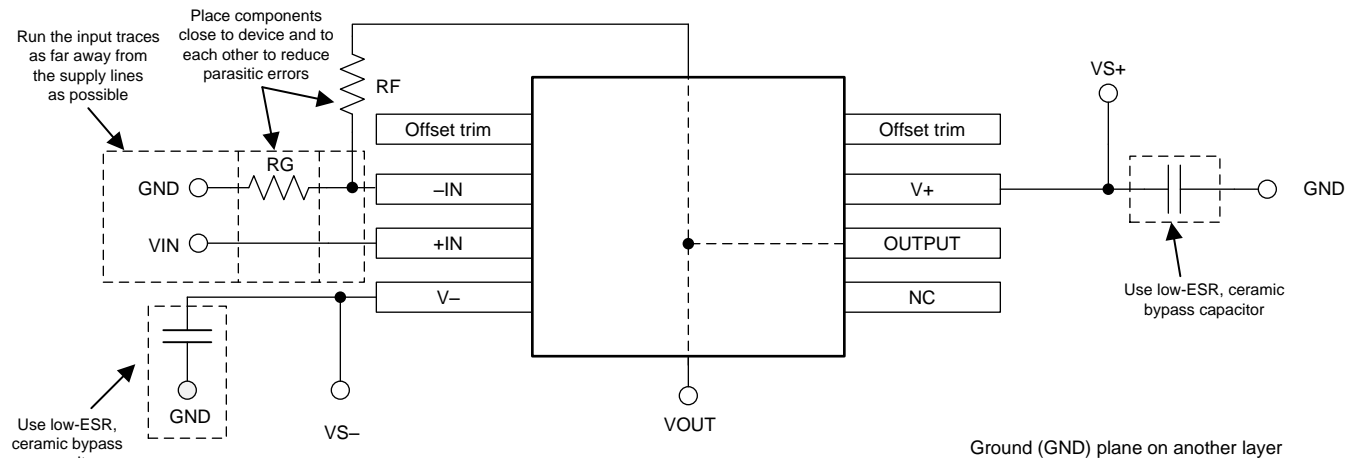 Place components
close to device and to
each other to reduce
parasitic errors
Run the input traces
as far away from
the supply lines
as possible
RF
VS+
Offset trim
Offset trim
RG
GND
–IN
V+
GND
VIN
+IN
OUTPUT
V–
NC
Use low-ESR, ceramic
bypass capacitor
GND
VS–
VOUT
Use low-ESR,
ceramic bypass
Ground (GND) plane on another layer